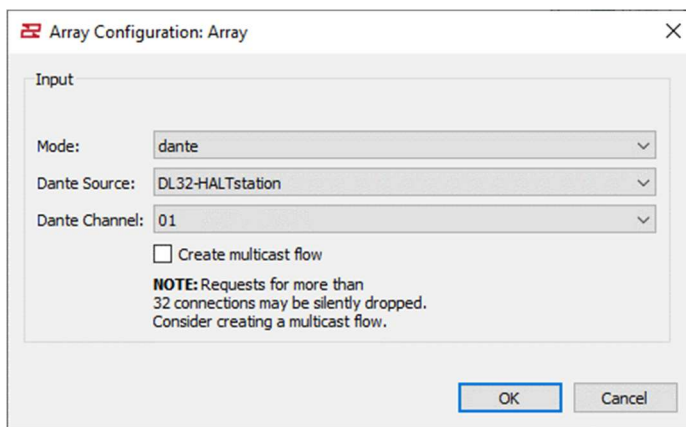 Array Configuration: Array
Input
Mode: dante
Dante Source: DL32-HALTstation
Dante Channel: 01
Create multicast flow
NOTE: Requests for more than
32 connections may be silently dropped.
Consider creating a multicast flow.
OK Cancel